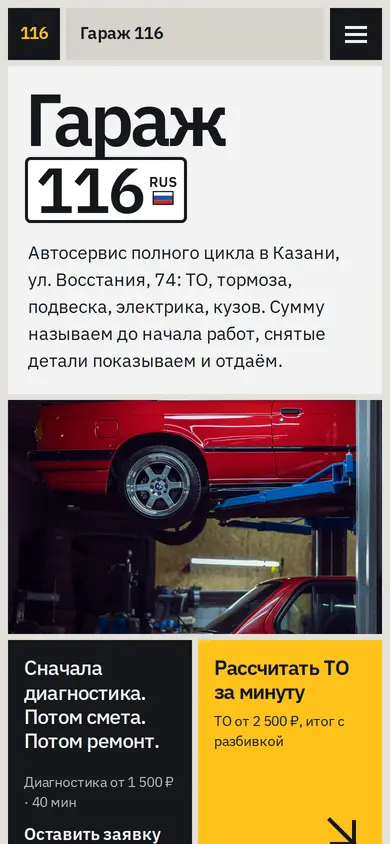 116
Гараж 116
Гараж
116 RUS
Автосервис полного цикла в Казани,
ул. Восстания, 74: ТО, тормоза,
подвеска, электрика, кузов. Сумму
называем до начала работ, снятые
детали показываем и отдаём.
Сначала
диагностика.
Потом смета.
Потом ремонт.
Диагностика от 1 500 ₽
· 40 мин
Оставить заявку
Рассчитать ТО
за минуту
ТО от 2 500 ₽, итог с
разбивкой